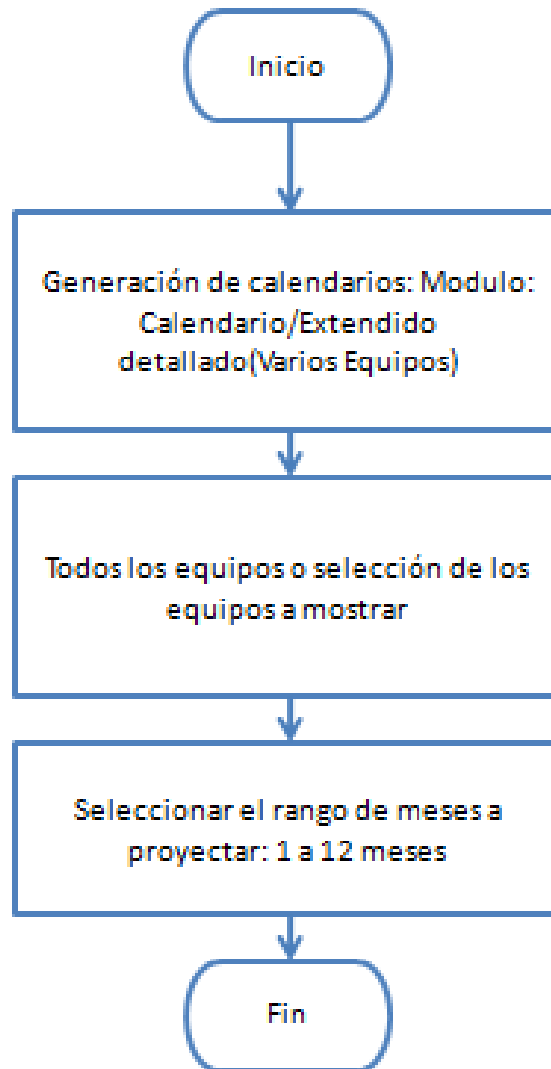 Inicio
Generación de calendarios: Modulo:
Calendario/Extendido
detallado(Varios Equipos)
Todos los equipos o selección de los
equipos a mostrar
Seleccionar el rango de meses a
proyectar: 1 a 12 meses
Fin